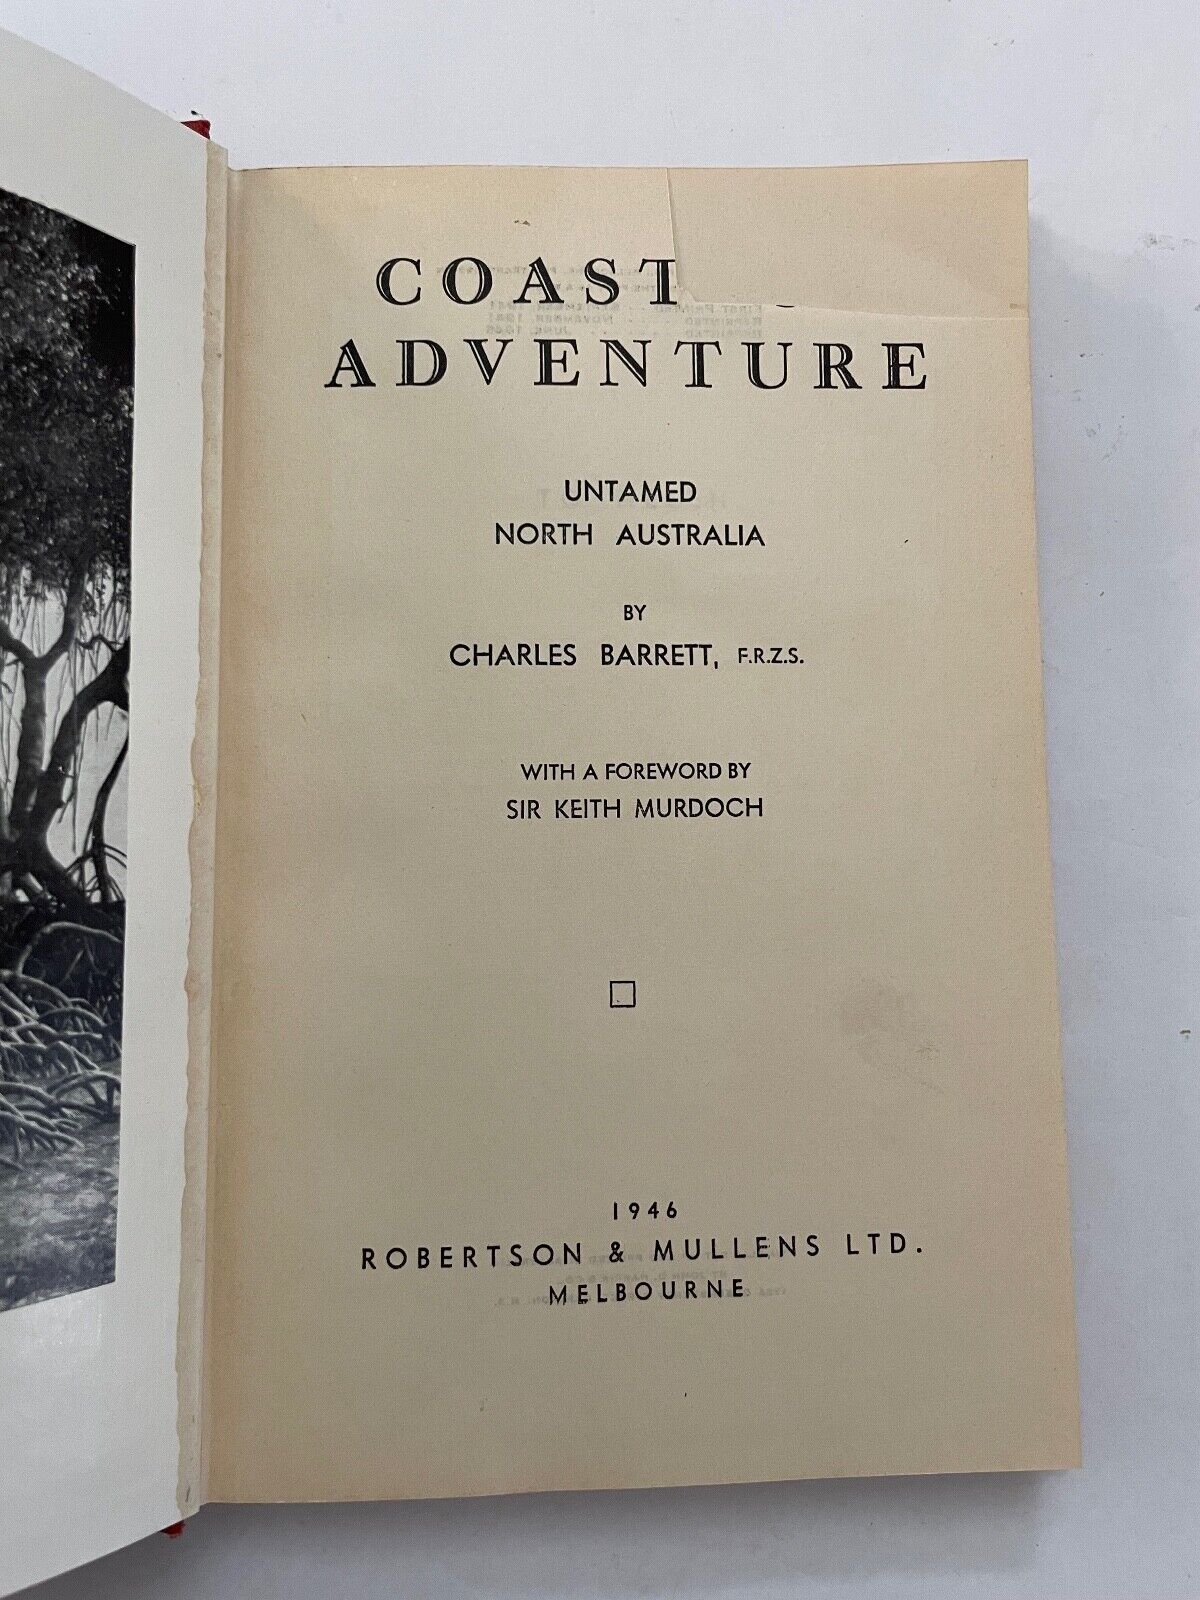 COAST
ADVENTURE
UNTAMED
NORTH AUSTRALIA
BY
CHARLES BARRETT, F.R.Z.S.
WITH A FOREWORD BY
SIR KEITH MURDOCH
1946
ROBERTSON & MULLENS LTD.
MELBOURNE